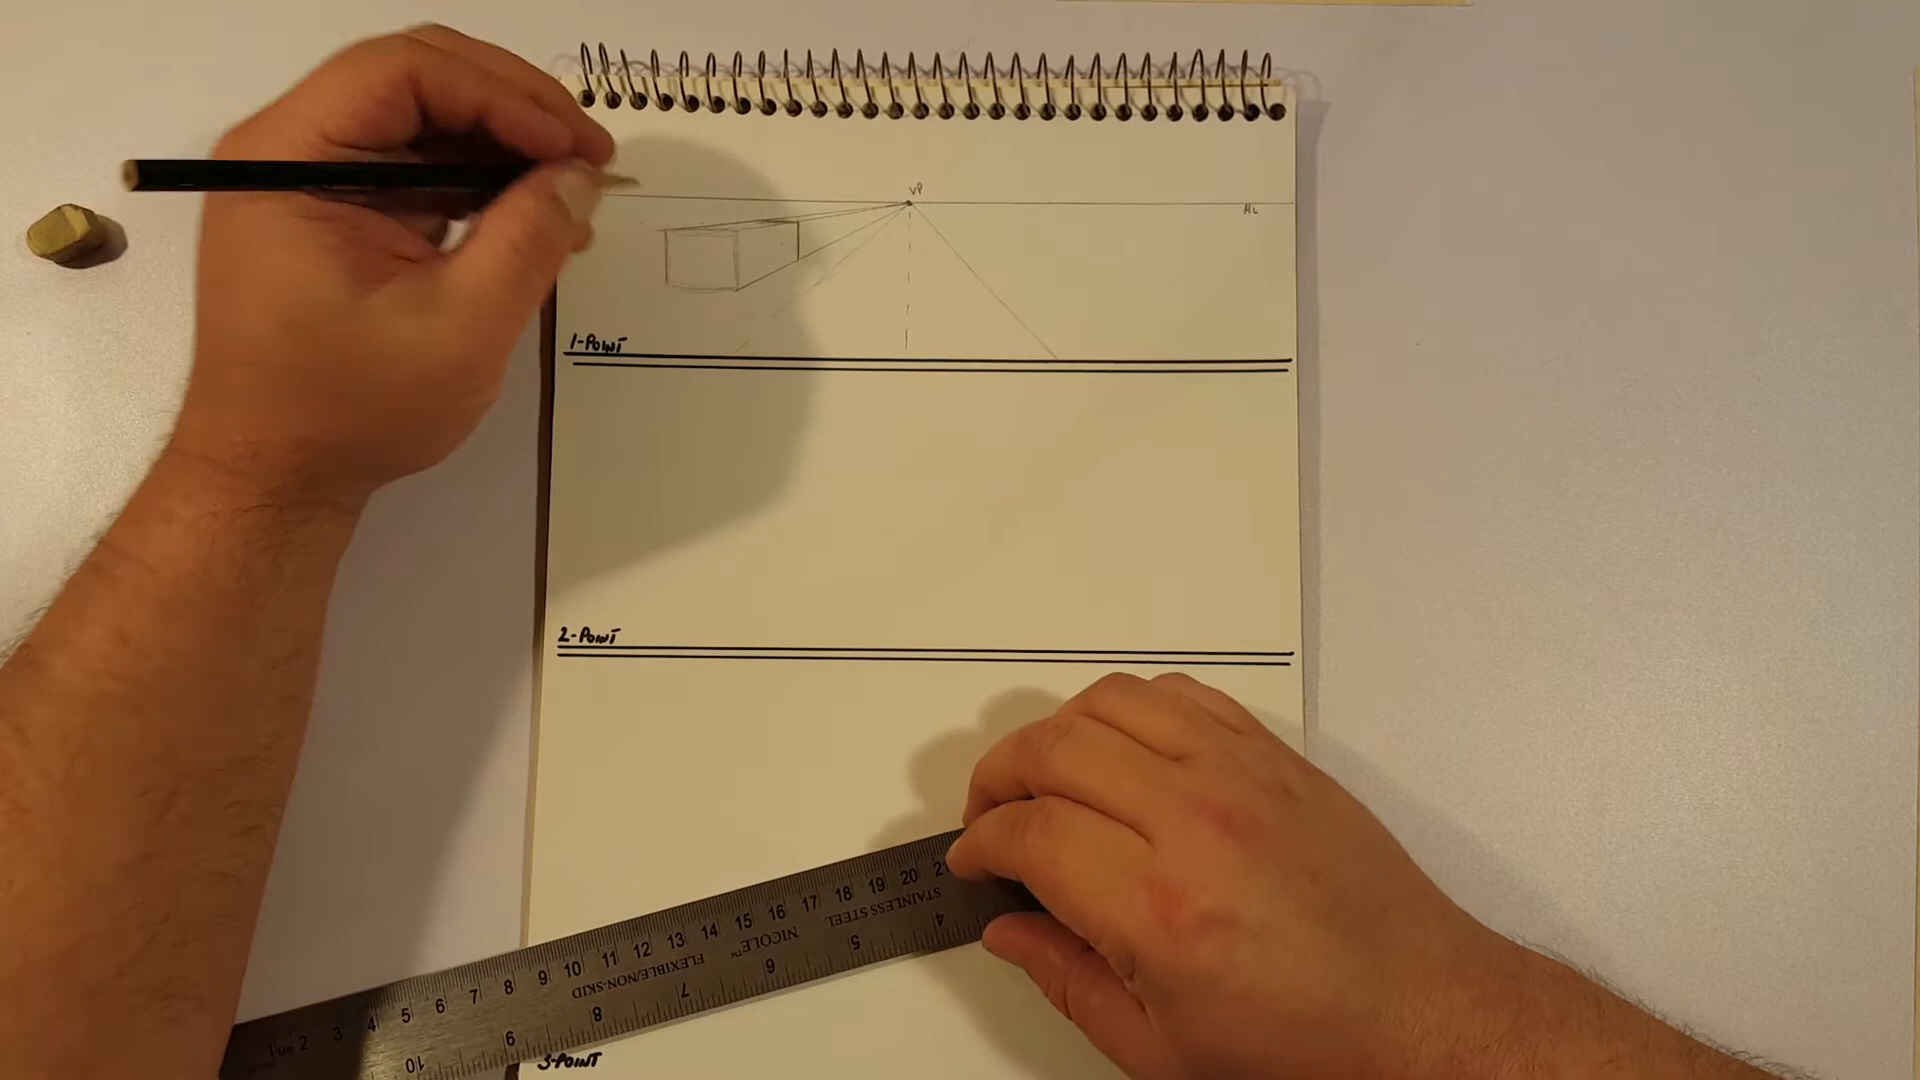 VP
HL
1-POINT
2-POINT
1 2 3 4 5 6 7 8 9 10 11 12 13 14 15 16 17 18 19 20
FLEXIBLE/NON-SKID NICOLE™ STAINLESS STEEL
10 9 8 7 6 5 4
3-POINT